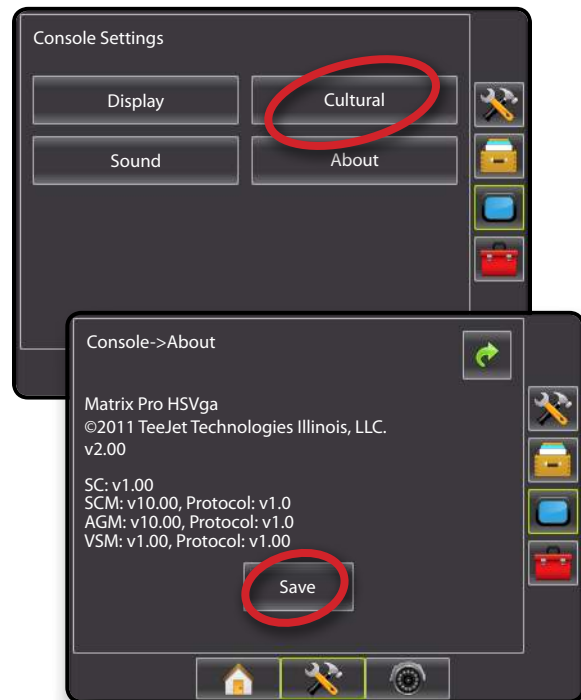 Console Settings
Display
Cultural
Sound
About
Console->About
Matrix Pro HSVga
©2011 TeeJet Technologies Illinois, LLC.
v2.00
SC: v1.00
SCM: v10.00, Protocol: v1.0
AGM: v10.00, Protocol: v1.0
VSM: v1.00, Protocol: v1.00
Save